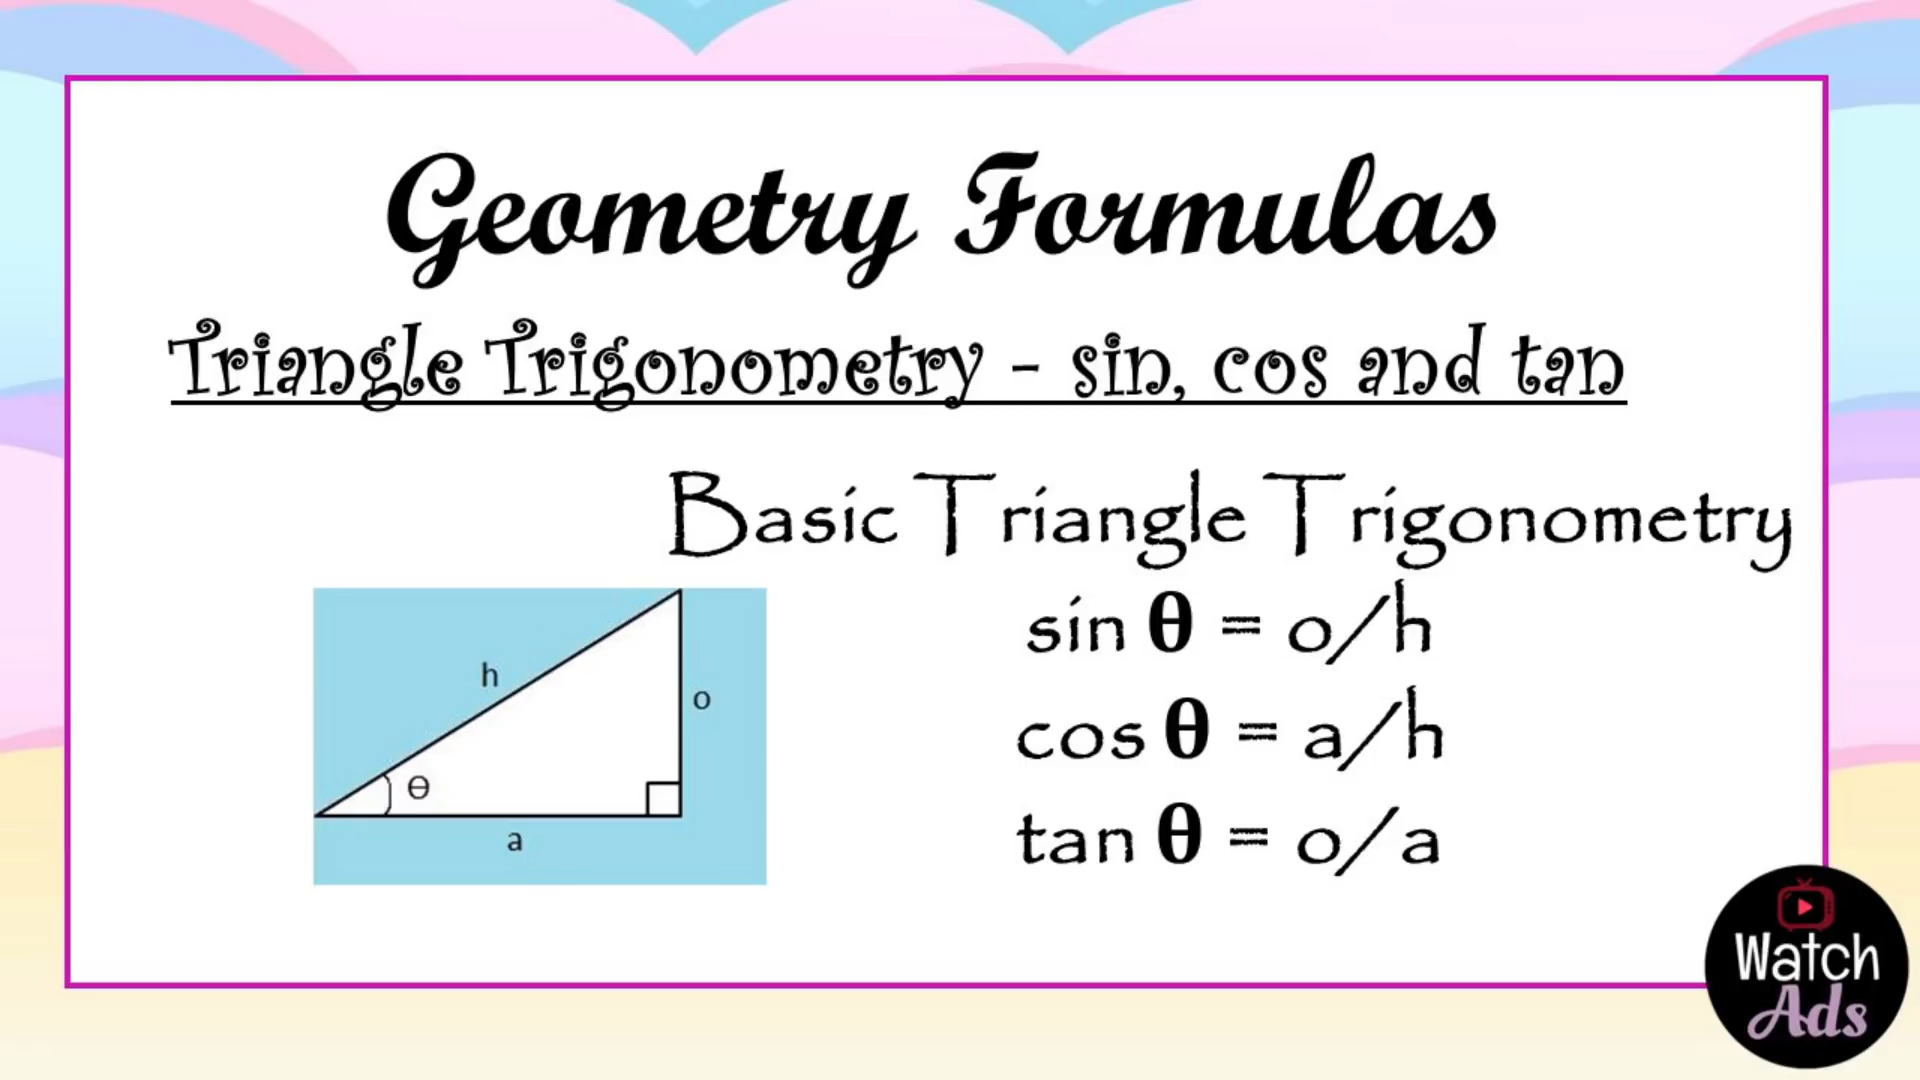 Geometry Formulas
Triangle Trigonometry - sin, cos and tan
Basic Triangle Trigonometry
sin θ = o/h
cos θ = a/h
tan θ = o/a
h
o
θ
a
Watch
Ads